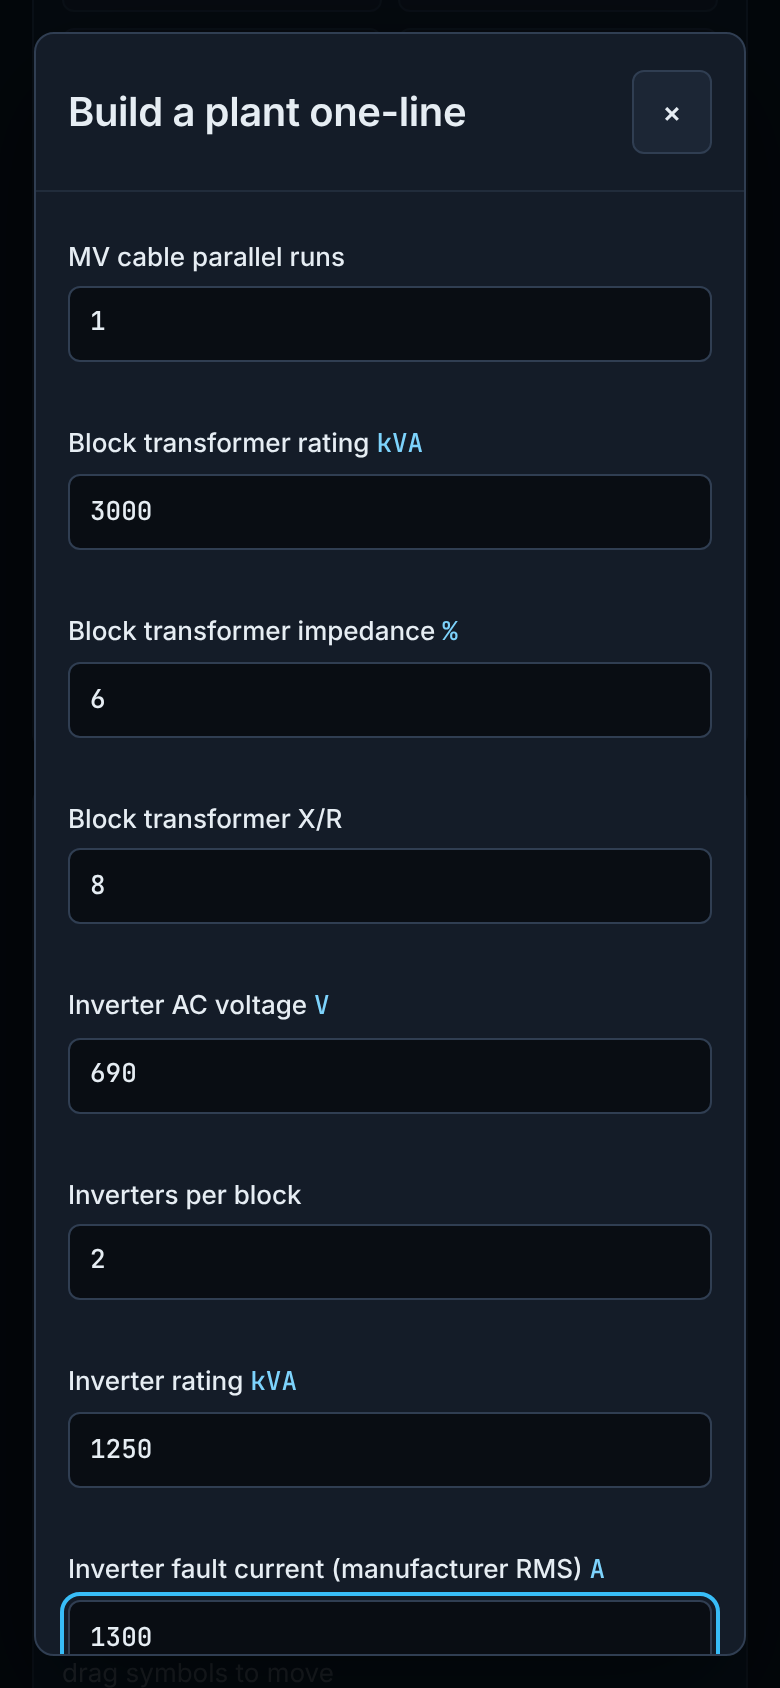 Build a plant one-line
×
MV cable parallel runs
1
Block transformer rating kVA
3000
Block transformer impedance %
6
Block transformer X/R
8
Inverter AC voltage V
690
Inverters per block
2
Inverter rating kVA
1250
Inverter fault current (manufacturer RMS) A
1300
drag symbols to move